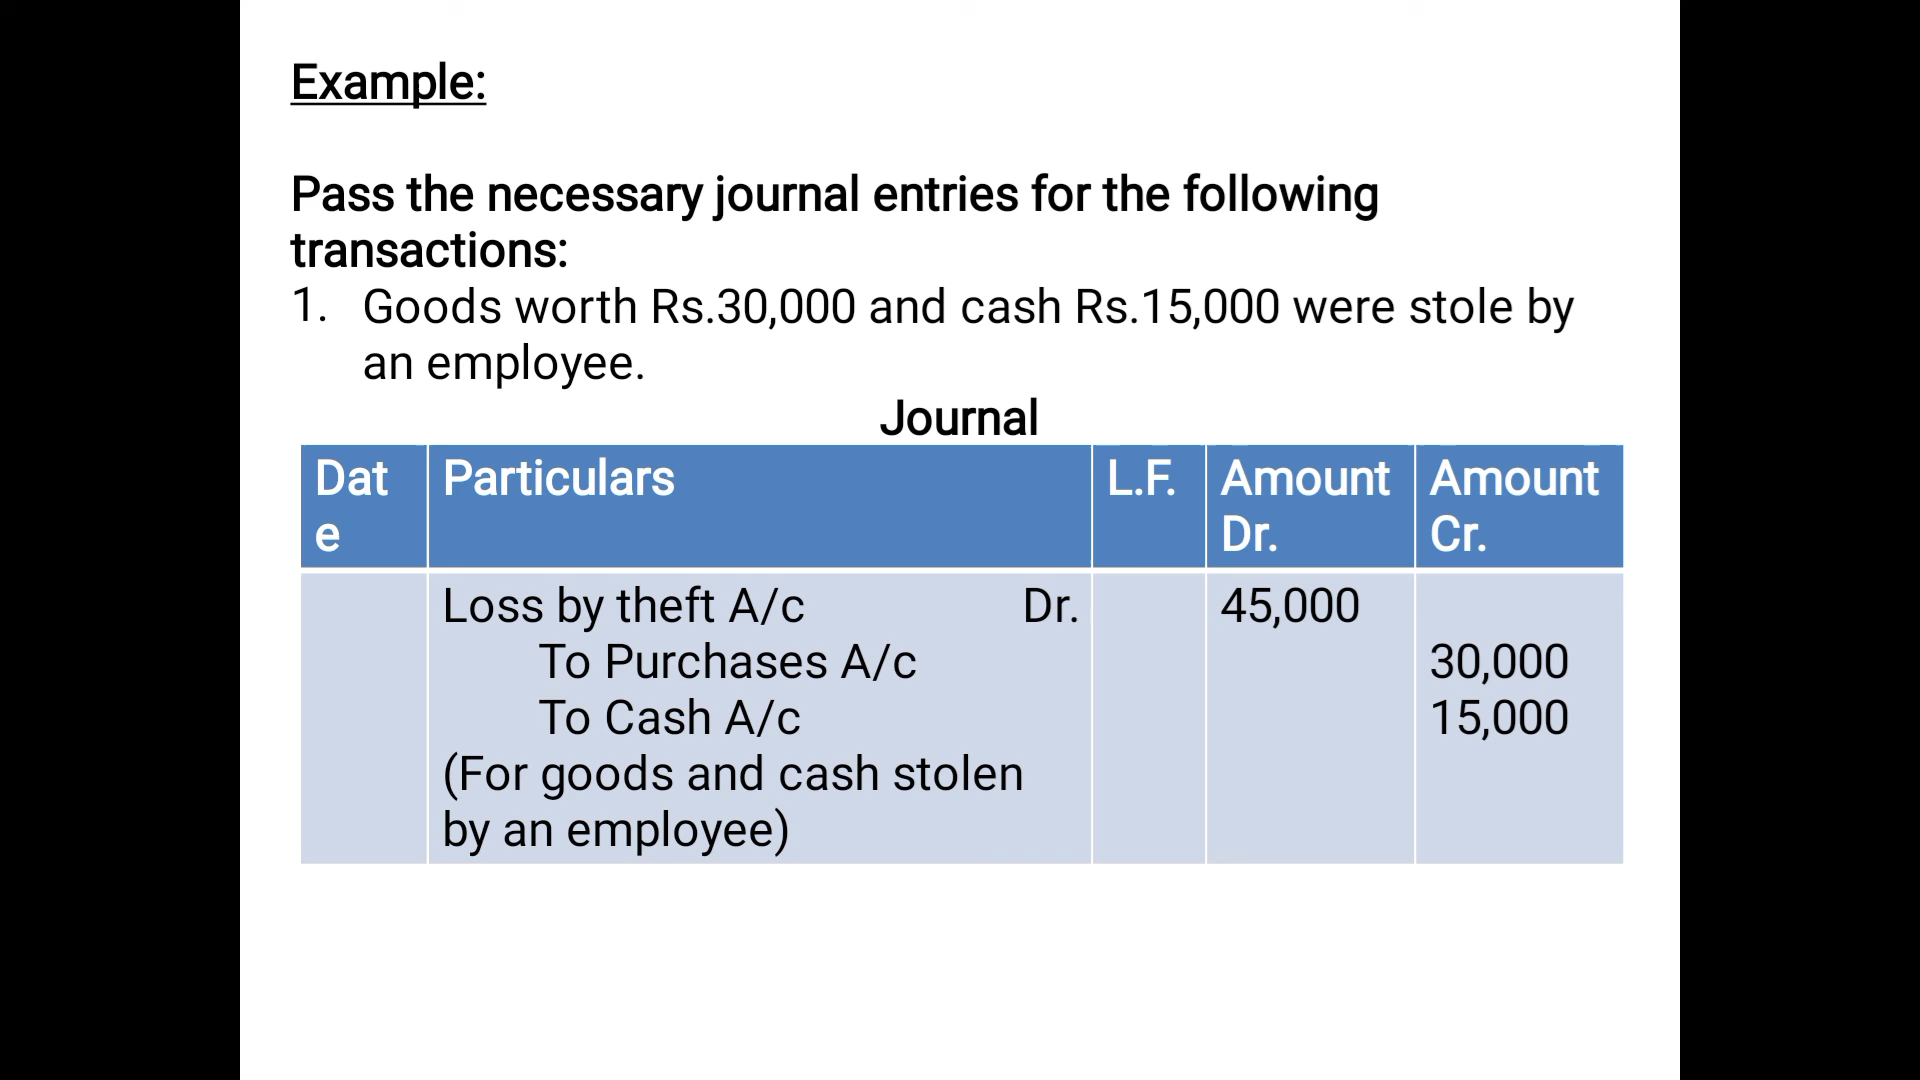 Example:
Pass the necessary journal entries for the following
transactions:
1. Goods worth Rs.30,000 and cash Rs.15,000 were stole by
an employee.
Journal
Dat
e
Particulars
L.F.
Amount
Dr.
Amount
Cr.
Loss by theft A/c Dr. 45,000
To Purchases A/c 30,000
To Cash A/c 15,000
(For goods and cash stolen
by an employee)